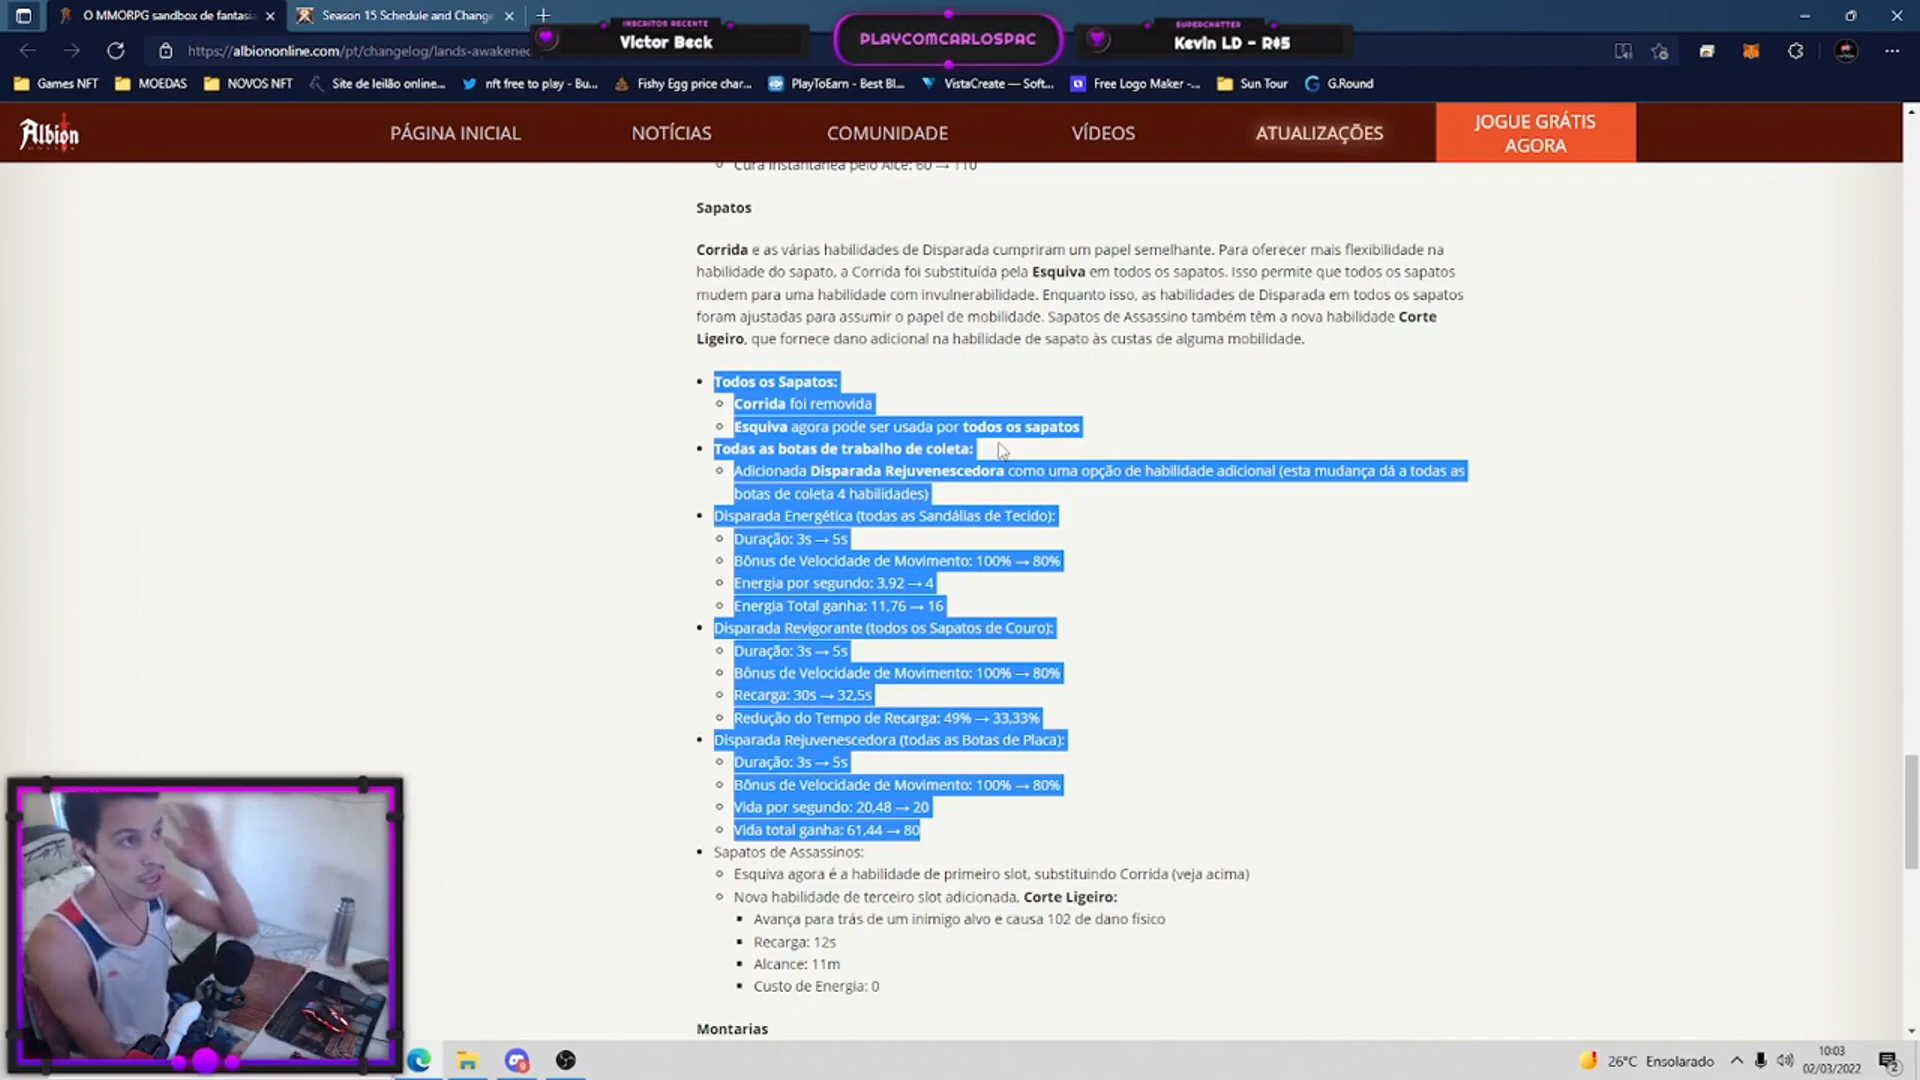 O MMORPG sandbox de fantasia
Season 15 Schedule and Change
INSCRITOS RECENTE
Victor Beck
PLAYCOMCARLOSPAC
SUPERCHATTER
Kevin LD - R$5
https://albiononline.com/pt/changelog/lands-awakened
Games NFT
MOEDAS
NOVOS NFT
Site de leilão online...
nft free to play - Bu...
Fishy Egg price char...
PlayToEarn - Best Bl...
VistaCreate — Soft...
Free Logo Maker -...
Sun Tour
G.Round
Albion
PÁGINA INICIAL
NOTÍCIAS
COMUNIDADE
VÍDEOS
ATUALIZAÇÕES
JOGUE GRÁTIS
AGORA
Cura Instantânea pelo Alce: 60 → 110
Sapatos
Corrida e as várias habilidades de Disparada cumpriram um papel semelhante. Para oferecer mais flexibilidade na
habilidade do sapato, a Corrida foi substituída pela Esquiva em todos os sapatos. Isso permite que todos os sapatos
mudem para uma habilidade com invulnerabilidade. Enquanto isso, as habilidades de Disparada em todos os sapatos
foram ajustadas para assumir o papel de mobilidade. Sapatos de Assassino também têm a nova habilidade Corte
Ligeiro, que fornece dano adicional na habilidade de sapato às custas de alguma mobilidade.
Todos os Sapatos:
Corrida foi removida
Esquiva agora pode ser usada por todos os sapatos
Todas as botas de trabalho de coleta:
Adicionada Disparada Rejuvenescedora como uma opção de habilidade adicional (esta mudança dá a todas as
botas de coleta 4 habilidades)
Disparada Energética (todas as Sandálias de Tecido):
Duração: 3s → 5s
Bônus de Velocidade de Movimento: 100% → 80%
Energia por segundo: 3,92 → 4
Energia Total ganha: 11,76 → 16
Disparada Revigorante (todos os Sapatos de Couro):
Duração: 3s → 5s
Bônus de Velocidade de Movimento: 100% → 80%
Recarga: 30s → 32,5s
Redução do Tempo de Recarga: 49% → 33,33%
Disparada Rejuvenescedora (todas as Botas de Placa):
Duração: 3s → 5s
Bônus de Velocidade de Movimento: 100% → 80%
Vida por segundo: 20,48 → 20
Vida total ganha: 61,44 → 80
Sapatos de Assassinos:
Esquiva agora é a habilidade de primeiro slot, substituindo Corrida (veja acima)
Nova habilidade de terceiro slot adicionada, Corte Ligeiro:
Avança para trás de um inimigo alvo e causa 102 de dano físico
Recarga: 12s
Alcance: 11m
Custo de Energia: 0
Montarias
26°C Ensolarado
10:03
02/03/2022